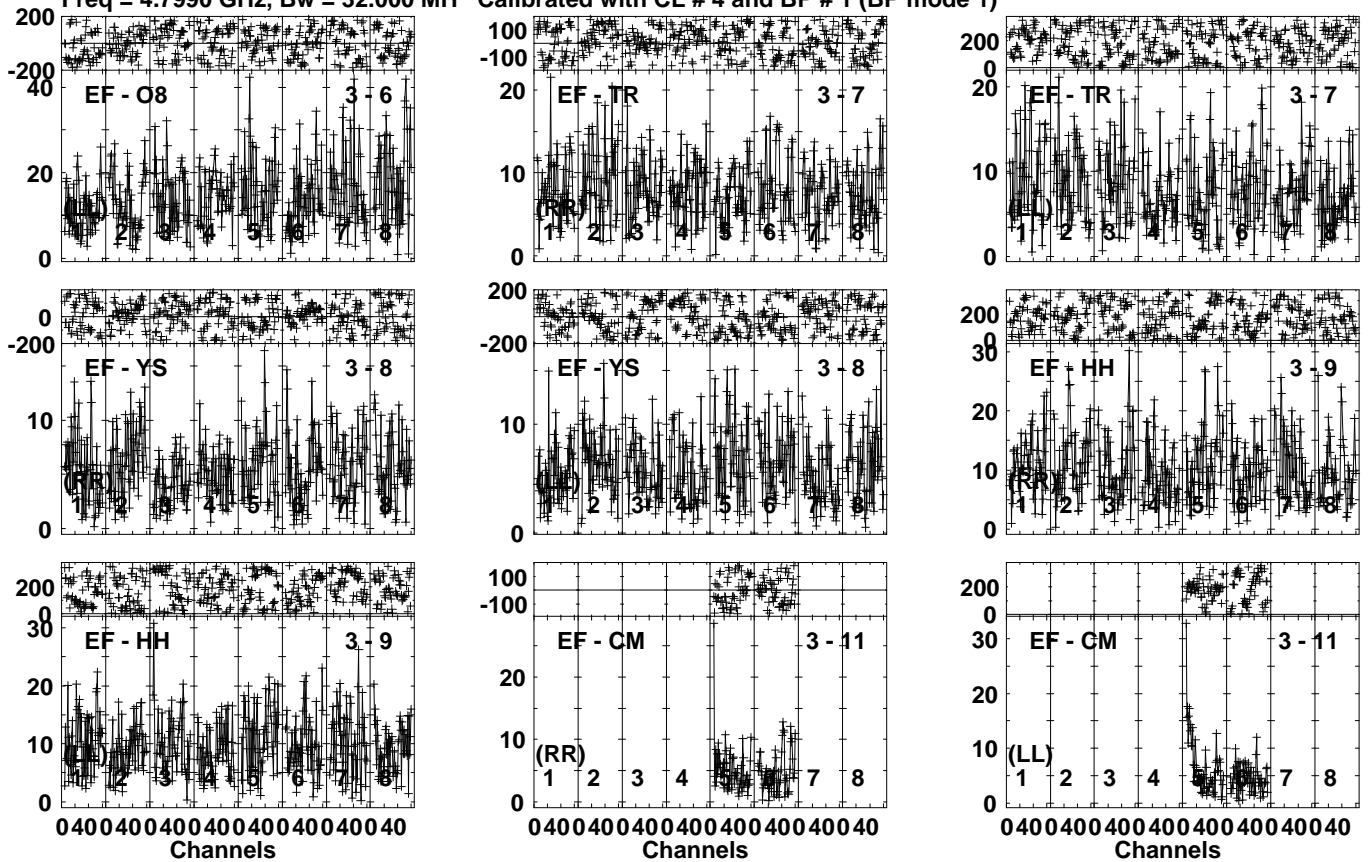 Freq = 4.7990 GHz, Bw = 32.000 MH Calibrated with CL # 4 and BP # 1 (BP mode 1)
200 0 -200
100 -100
200 0
EF - O8 3 - 6
40 20 0
(LL)
1 2 3 4 5 6 7 8
EF - TR 3 - 7
20 10 0
(RR)
1 2 3 4 5 6 7 8
EF - TR 3 - 7
20 10 0
(LL)
1 2 3 4 5 6 7 8
0 -200
200 0 -200
200 0
EF - YS 3 - 8
10 0
(RR)
1 2 3 4 5 6 7 8
EF - YS 3 - 8
10 0
(LL)
1 2 3 4 5 6 7 8
EF - HH 3 - 9
30 20 10 0
(RR)
1 2 3 4 5 6 7 8
200 0
100 -100
200 0
EF - HH 3 - 9
30 20 10 0
(LL)
1 2 3 4 5 6 7 8
EF - CM 3 - 11
20 10 0
(RR)
1 2 3 4 5 6 7 8
EF - CM 3 - 11
30 20 10 0
(LL)
1 2 3 4 5 6 7 8
0 40 0 40 0 40 0 40 0 40 0 40 0 40 0 40
0 40 0 40 0 40 0 40 0 40 0 40 0 40 0 40
0 40 0 40 0 40 0 40 0 40 0 40 0 40 0 40
Channels Channels Channels